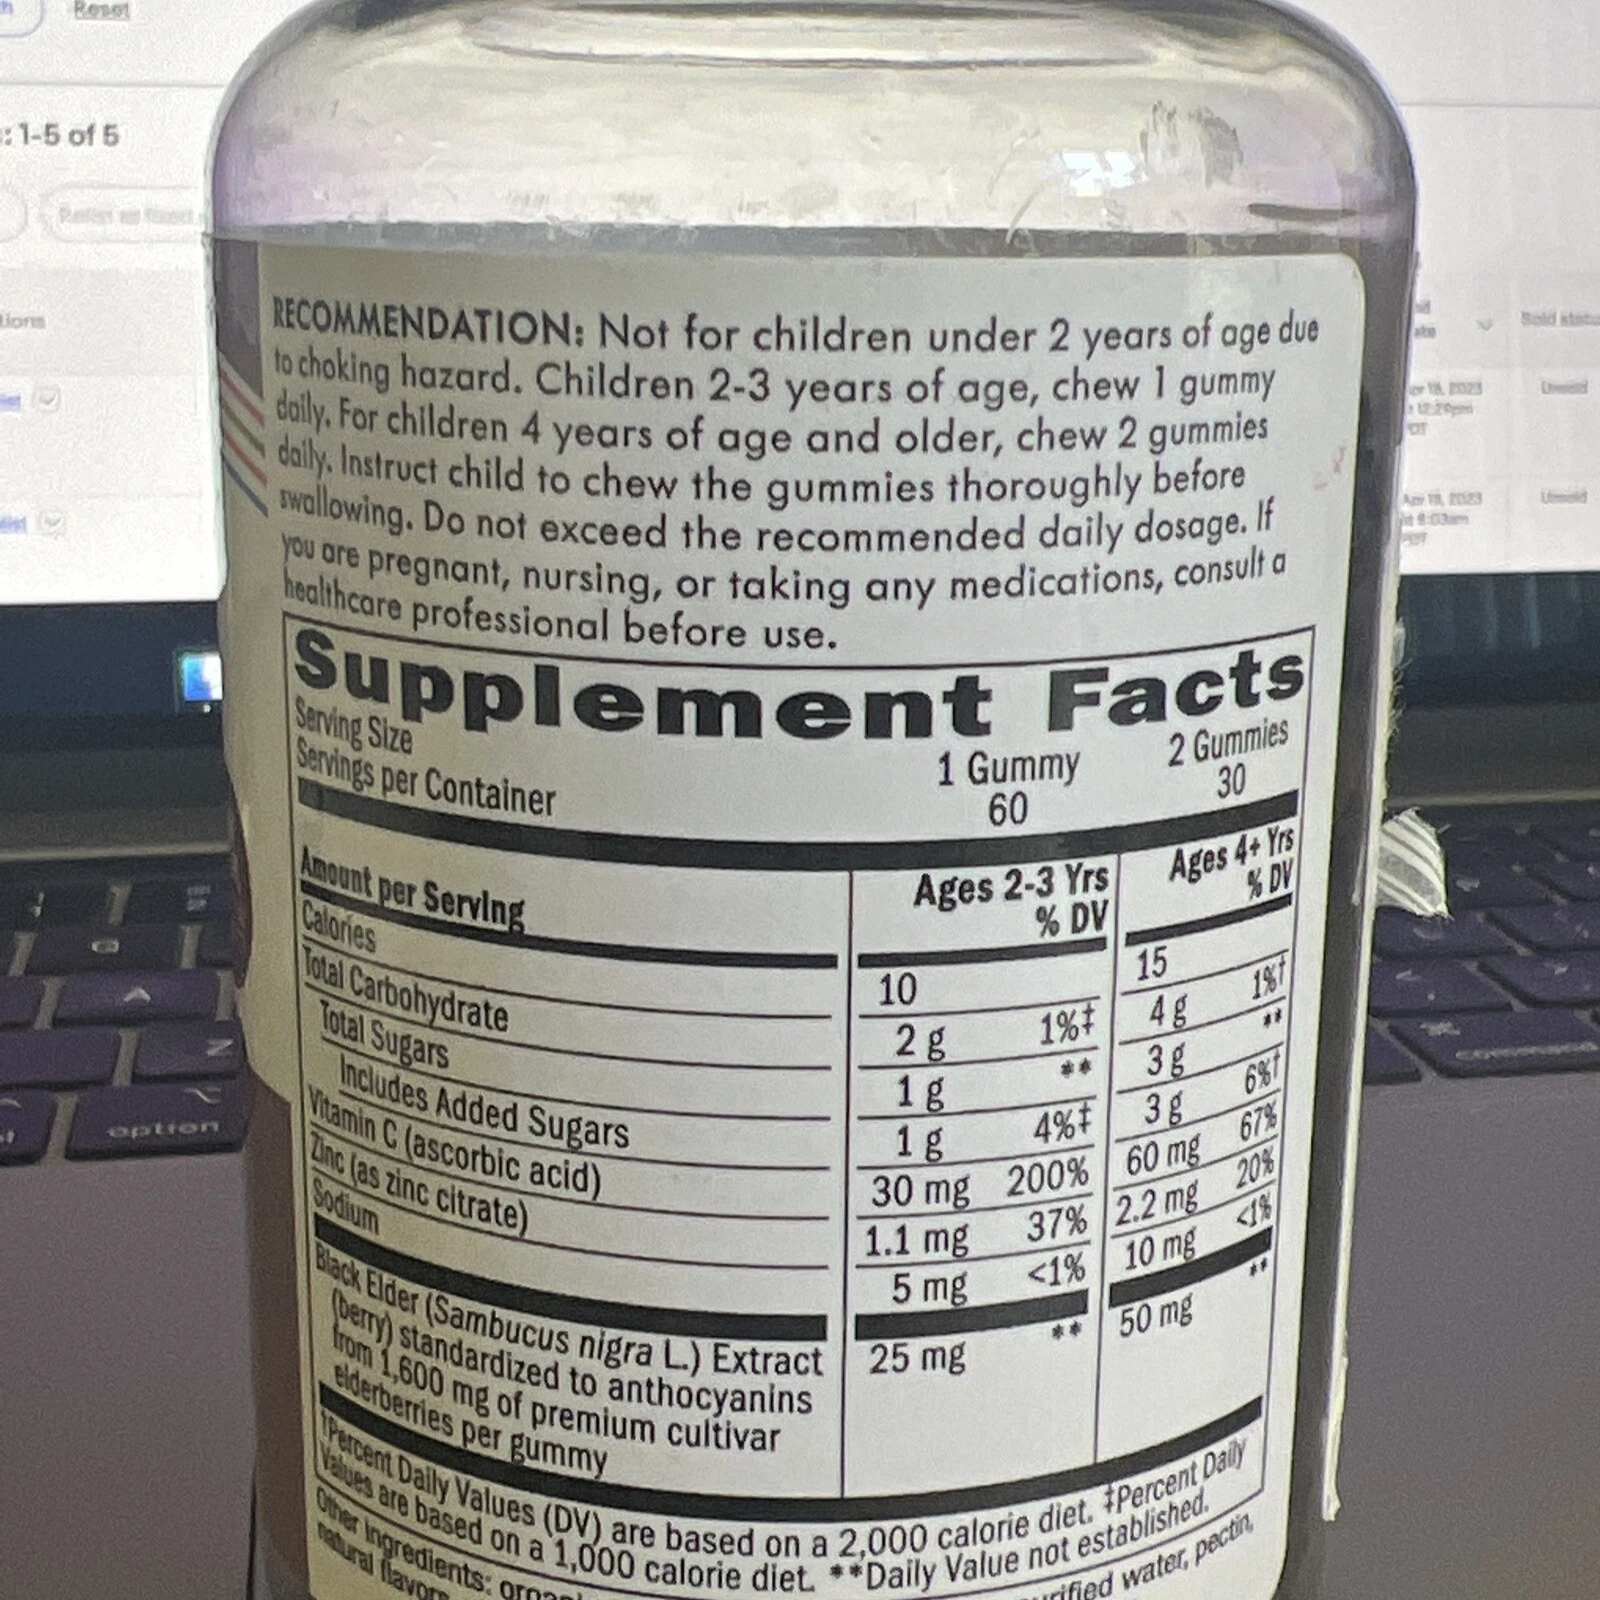 Reset
: 1-5 of 5
RECOMMENDATION: Not for children under 2 years of age due
to choking hazard. Children 2-3 years of age, chew 1 gummy
daily. For children 4 years of age and older, chew 2 gummies
daily. Instruct child to chew the gummies thoroughly before
swallowing. Do not exceed the recommended daily dosage. If
you are pregnant, nursing, or taking any medications, consult a
healthcare professional before use.
Supplement Facts
Serving Size 1 Gummy 2 Gummies
Servings per Container 60 30
Amount per Serving Ages 2-3 Yrs % DV Ages 4+ Yrs % DV
Calories 10 15
Total Carbohydrate 2 g 1%‡ 4 g 1%†
Total Sugars 1 g ** 3 g **
Includes Added Sugars 1 g 4%‡ 3 g 6%†
Vitamin C (ascorbic acid) 30 mg 200% 60 mg 67%
Zinc (as zinc citrate) 1.1 mg 37% 2.2 mg 20%
Sodium 5 mg <1% 10 mg <1%
Black Elder (Sambucus nigra L.) Extract 25 mg ** 50 mg **
(berry) standardized to anthocyanins
from 1,600 mg of premium cultivar
elderberries per gummy
†Percent Daily Values (DV) are based on a 2,000 calorie diet. ‡Percent Daily
Values are based on a 1,000 calorie diet. **Daily Value not established.
Other ingredients: purified water, pectin,
natural flavors
option
command